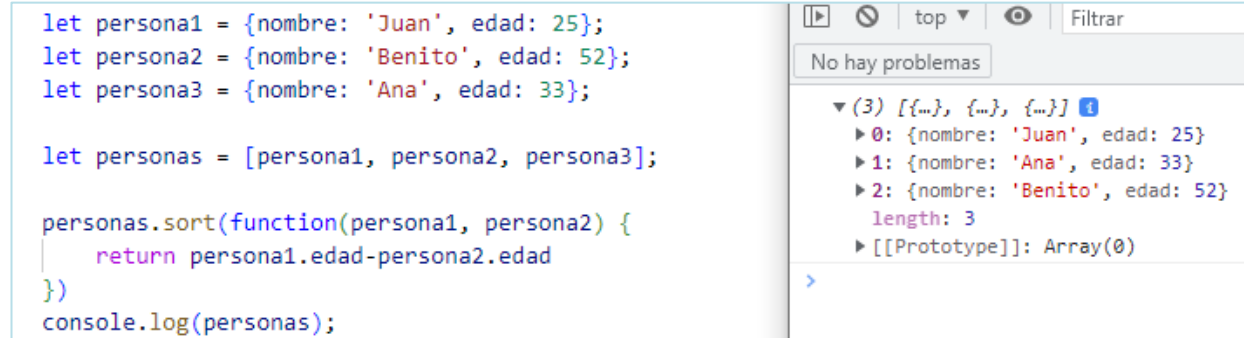 let persona1 = {nombre: 'Juan', edad: 25};
let persona2 = {nombre: 'Benito', edad: 52};
let persona3 = {nombre: 'Ana', edad: 33};
let personas = [persona1, persona2, persona3];
personas.sort(function(persona1, persona2) {
    return persona1.edad-persona2.edad
})
console.log(personas);
top ▼ Filtrar
No hay problemas
▼(3) [{…}, {…}, {…}] i
▶0: {nombre: 'Juan', edad: 25}
▶1: {nombre: 'Ana', edad: 33}
▶2: {nombre: 'Benito', edad: 52}
length: 3
▶[[Prototype]]: Array(0)
>